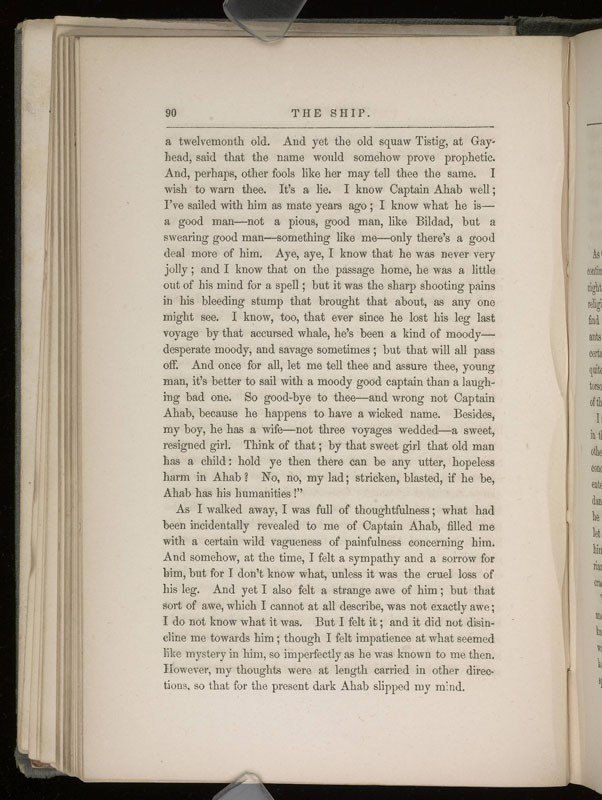 90 THE SHIP.
a twelvemonth old. And yet the old squaw Tistig, at Gay-
head, said that the name would somehow prove prophetic.
And, perhaps, other fools like her may tell thee the same. I
wish to warn thee. It's a lie. I know Captain Ahab well;
I've sailed with him as mate years ago; I know what he is—
a good man—not a pious, good man, like Bildad, but a
swearing good man—something like me—only there's a good
deal more of him. Aye, aye, I know that he was never very
jolly; and I know that on the passage home, he was a little
out of his mind for a spell; but it was the sharp shooting pains
in his bleeding stump that brought that about, as any one
might see. I know, too, that ever since he lost his leg last
voyage by that accursed whale, he's been a kind of moody—
desperate moody, and savage sometimes; but that will all pass
off. And once for all, let me tell thee and assure thee, young
man, it's better to sail with a moody good captain than a laugh-
ing bad one. So good-bye to thee—and wrong not Captain
Ahab, because he happens to have a wicked name. Besides,
my boy, he has a wife—not three voyages wedded—a sweet,
resigned girl. Think of that; by that sweet girl that old man
has a child: hold ye then there can be any utter, hopeless
harm in Ahab? No, no, my lad; stricken, blasted, if he be,
Ahab has his humanities!"
As I walked away, I was full of thoughtfulness; what had
been incidentally revealed to me of Captain Ahab, filled me
with a certain wild vagueness of painfulness concerning him.
And somehow, at the time, I felt a sympathy and a sorrow for
him, but for I don't know what, unless it was the cruel loss of
his leg. And yet I also felt a strange awe of him; but that
sort of awe, which I cannot at all describe, was not exactly awe;
I do not know what it was. But I felt it; and it did not disin-
cline me towards him; though I felt impatience at what seemed
like mystery in him, so imperfectly as he was known to me then.
However, my thoughts were at length carried in other direc-
tions, so that for the present dark Ahab slipped my mind.